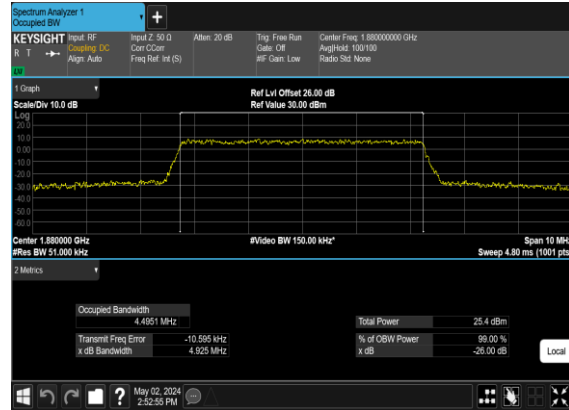 Spectrum Analyzer 1
Occupied BW
KEYSIGHT Input: RF Input Z: 50 Ω Atten: 20 dB Trig: Free Run Center Freq: 1.880000000 GHz
R T Coupling: DC Corr CCorr Gate: Off Avg|Hold: 100/100
Align: Auto Freq Ref: Int (S) #IF Gain: Low Radio Std: None
1 Graph
Ref Lvl Offset 26.00 dB
Scale/Div 10.0 dB Ref Value 30.00 dBm
Log
20.0
10.0
0.00
-10.0
-20.0
-30.0
-40.0
-50.0
-60.0
Center 1.880000 GHz #Video BW 150.00 kHz* Span 10 MHz
#Res BW 51.000 kHz Sweep 4.80 ms (1001 pts
2 Metrics
Occupied Bandwidth
4.4951 MHz Total Power 25.4 dBm
Transmit Freq Error -10.595 kHz % of OBW Power 99.00 %
x dB Bandwidth 4.925 MHz x dB -26.00 dB
Local
May 02, 2024
2:52:55 PM